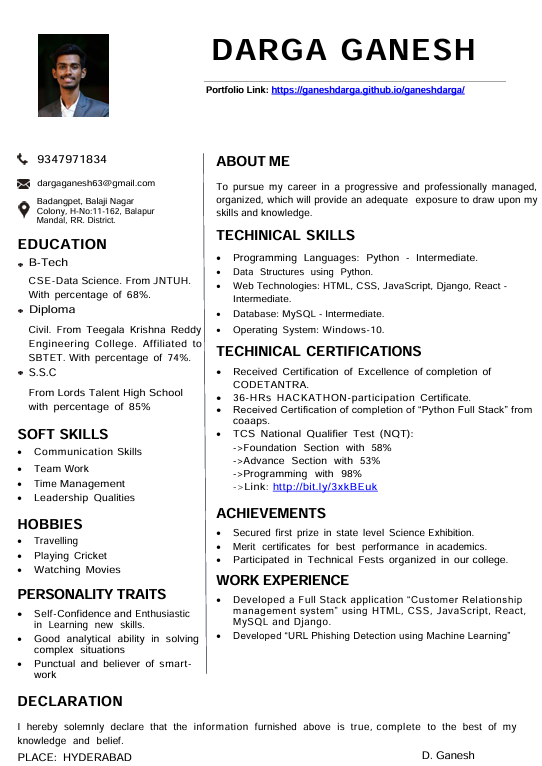 DARGA GANESH
Portfolio Link: https://ganeshdarga.github.io/ganeshdarga/
9347971834
dargaganesh63@gmail.com
Badangpet, Balaji Nagar
Colony, H-No:11-162, Balapur
Mandal, RR. District.
EDUCATION
B-Tech
CSE-Data Science. From JNTUH.
With percentage of 68%.
Diploma
Civil. From Teegala Krishna Reddy
Engineering College. Affiliated to
SBTET. With percentage of 74%.
S.S.C
From Lords Talent High School
with percentage of 85%
SOFT SKILLS
• Communication Skills
• Team Work
• Time Management
• Leadership Qualities
HOBBIES
• Travelling
• Playing Cricket
• Watching Movies
PERSONALITY TRAITS
• Self-Confidence and Enthusiastic
in Learning new skills.
• Good analytical ability in solving
complex situations
• Punctual and believer of smart-
work
ABOUT ME
To pursue my career in a progressive and professionally managed,
organized, which will provide an adequate exposure to draw upon my
skills and knowledge.
TECHINICAL SKILLS
• Programming Languages: Python - Intermediate.
• Data Structures using Python.
• Web Technologies: HTML, CSS, JavaScript, Django, React -
Intermediate.
• Database: MySQL - Intermediate.
• Operating System: Windows-10.
TECHINICAL CERTIFICATIONS
• Received Certification of Excellence of completion of
CODETANTRA.
• 36-HRs HACKATHON-participation Certificate.
• Received Certification of completion of “Python Full Stack” from
coaaps.
• TCS National Qualifier Test (NQT):
->Foundation Section with 58%
->Advance Section with 53%
->Programming with 98%
->Link: http://bit.ly/3xkBEuk
ACHIEVEMENTS
• Secured first prize in state level Science Exhibition.
• Merit certificates for best performance in academics.
• Participated in Technical Fests organized in our college.
WORK EXPERIENCE
• Developed a Full Stack application “Customer Relationship
management system” using HTML, CSS, JavaScript, React,
MySQL and Django.
• Developed “URL Phishing Detection using Machine Learning”
DECLARATION
I hereby solemnly declare that the information furnished above is true, complete to the best of my
knowledge and belief.
PLACE: HYDERABAD
D. Ganesh